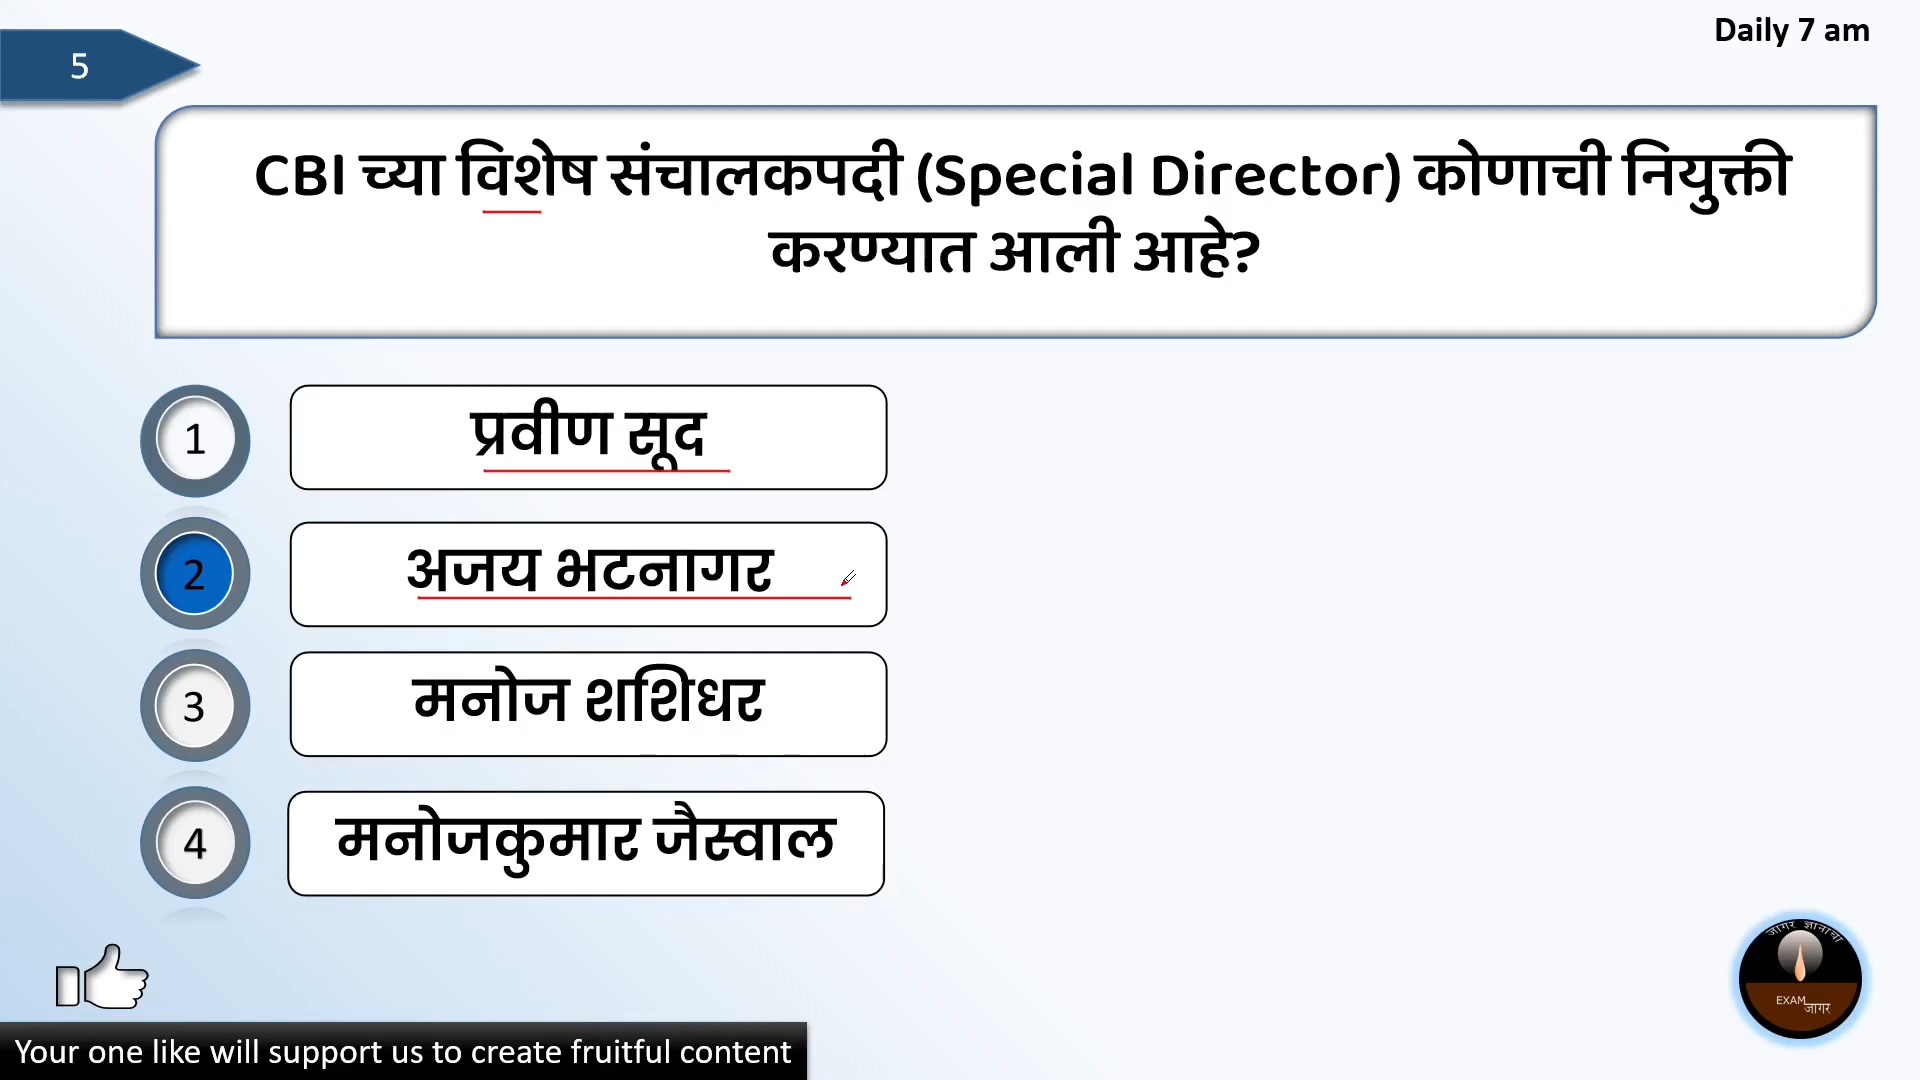 Daily 7 am
5
CBI च्या विशेष संचालकपदी (Special Director) कोणाची नियुक्ती
करण्यात आली आहे?
1
प्रवीण सूद
2
अजय भटनागर
3
मनोज शशिधर
4
मनोजकुमार जैस्वाल
जागर ज्ञानाचा
EXAM
जागर
Your one like will support us to create fruitful content